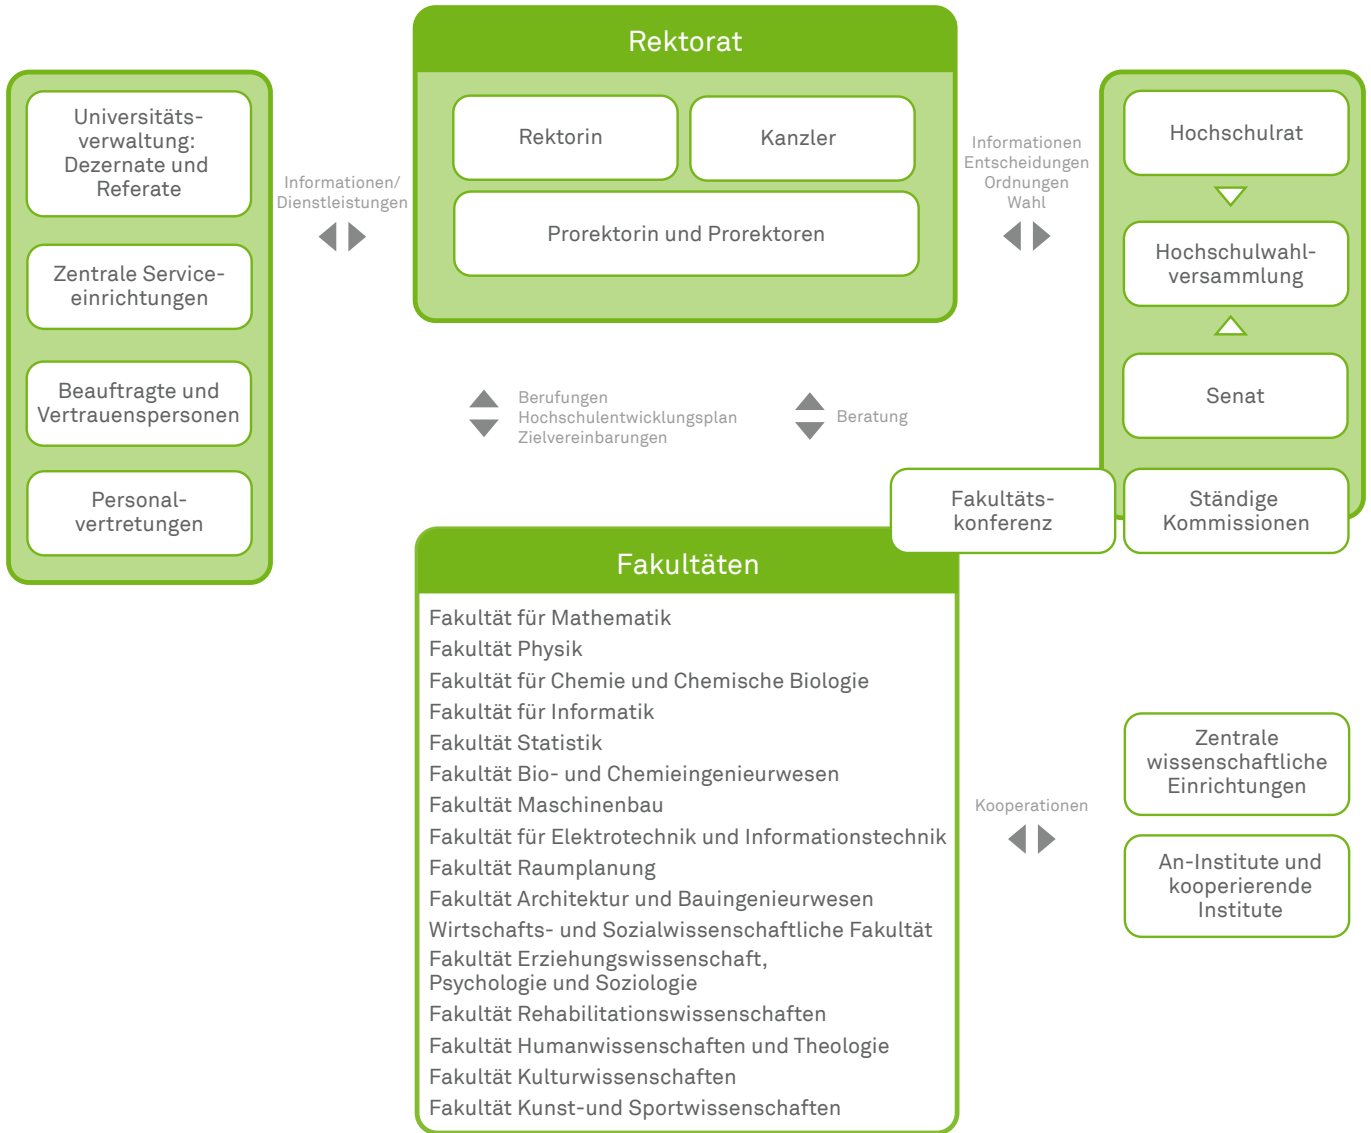 Rektorat
Rektorin
Kanzler
Prorektorin und Prorektoren
Universitäts-
verwaltung:
Dezernate und
Referate
Zentrale Service-
einrichtungen
Beauftragte und
Vertrauenspersonen
Personal-
vertretungen
Informationen/
Dienstleistungen
Informationen
Entscheidungen
Ordnungen
Wahl
Hochschulrat
Hochschulwahl-
versammlung
Senat
Fakultäts-
konferenz
Ständige
Kommissionen
Berufungen
Hochschulentwicklungsplan
Zielvereinbarungen
Beratung
Fakultäten
Fakultät für Mathematik
Fakultät Physik
Fakultät für Chemie und Chemische Biologie
Fakultät für Informatik
Fakultät Statistik
Fakultät Bio- und Chemieingenieurwesen
Fakultät Maschinenbau
Fakultät für Elektrotechnik und Informationstechnik
Fakultät Raumplanung
Fakultät Architektur und Bauingenieurwesen
Wirtschafts- und Sozialwissenschaftliche Fakultät
Fakultät Erziehungswissenschaft,
Psychologie und Soziologie
Fakultät Rehabilitationswissenschaften
Fakultät Humanwissenschaften und Theologie
Fakultät Kulturwissenschaften
Fakultät Kunst-und Sportwissenschaften
Kooperationen
Zentrale
wissenschaftliche
Einrichtungen
An-Institute und
kooperierende
Institute